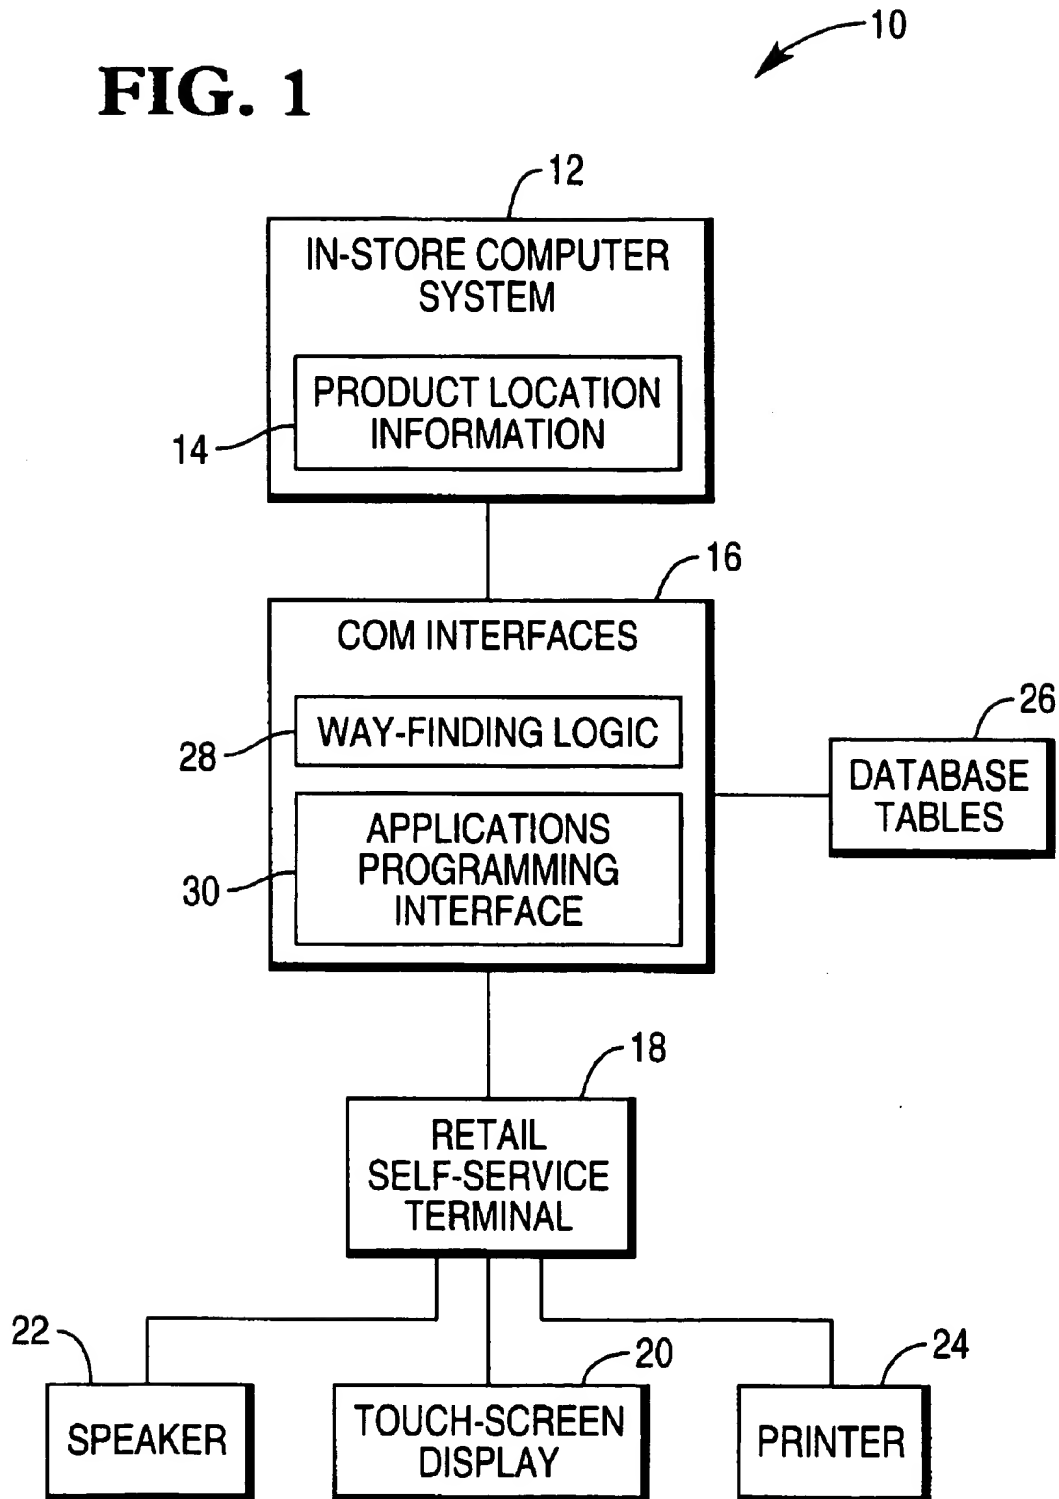 10
FIG. 1
12
IN-STORE COMPUTER
SYSTEM
PRODUCT LOCATION
INFORMATION
14
16
COM INTERFACES
WAY-FINDING LOGIC
28
26
DATABASE
TABLES
APPLICATIONS
PROGRAMMING
INTERFACE
30
18
RETAIL
SELF-SERVICE
TERMINAL
22
20
24
SPEAKER
TOUCH-SCREEN
DISPLAY
PRINTER